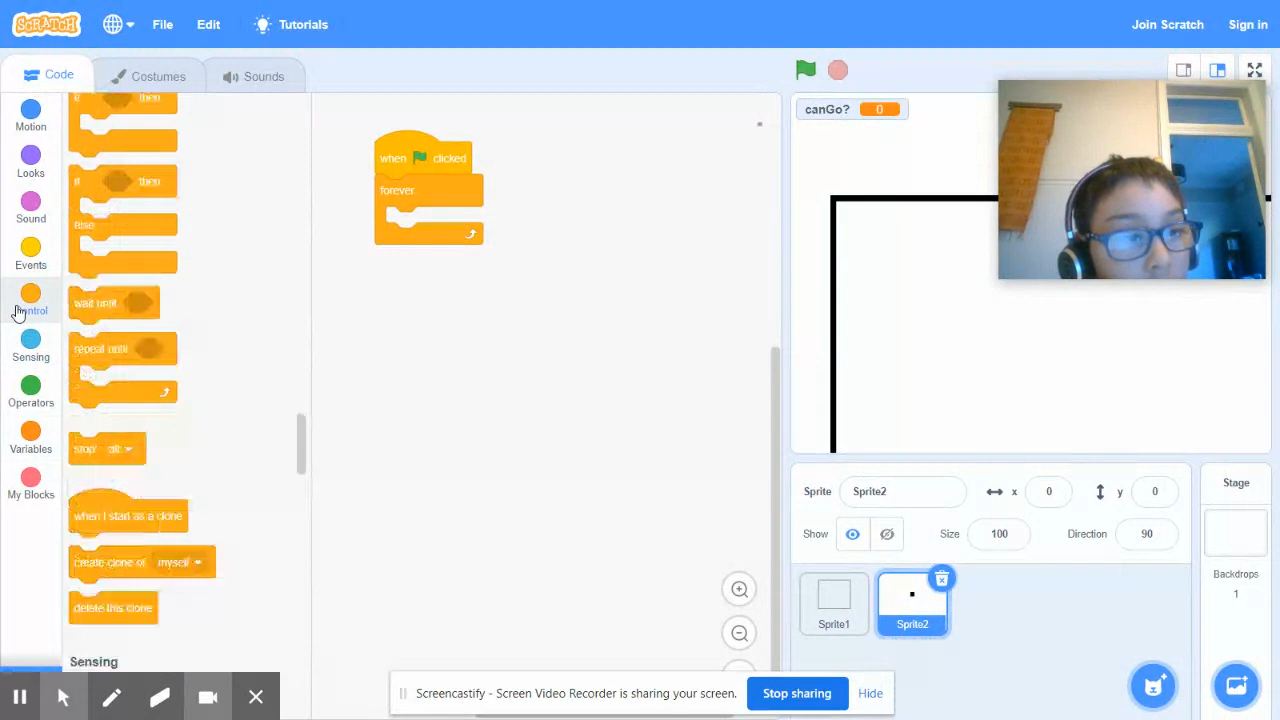 SCRATCH File Edit Tutorials Join Scratch Sign in
Code Costumes Sounds
Motion
Looks
Sound
Events
Control
Sensing
Operators
Variables
My Blocks
if then
if then
else
wait until
repeat until
stop all
when I start as a clone
create clone of myself
delete this clone
Sensing
when clicked
forever
canGo? 0
Sprite Sprite2 x 0 y 0
Show Size 100 Direction 90
Sprite1
Sprite2
Stage
Backdrops
1
Screencastify - Screen Video Recorder is sharing your screen. Stop sharing Hide